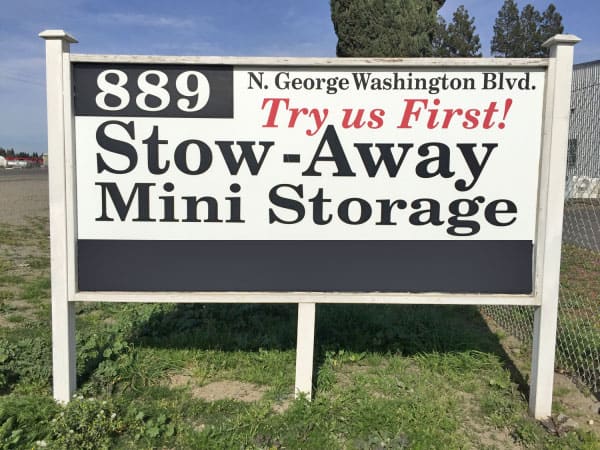 889
N. George Washington Blvd.
Try us First!
Stow-Away
Mini Storage